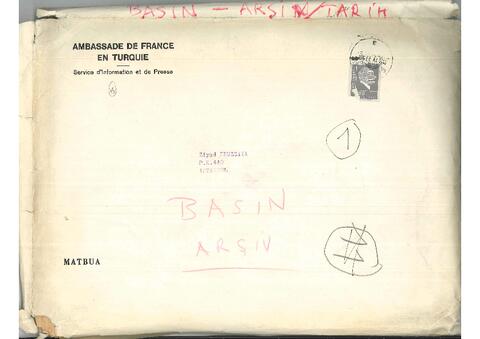 BASIN - ARŞİV/TARİH
AMBASSADE DE FRANCE
EN TURQUIE
Service d'Information et de Presse
1
P.K.
BASIN
ARŞİV
#
MATBUA